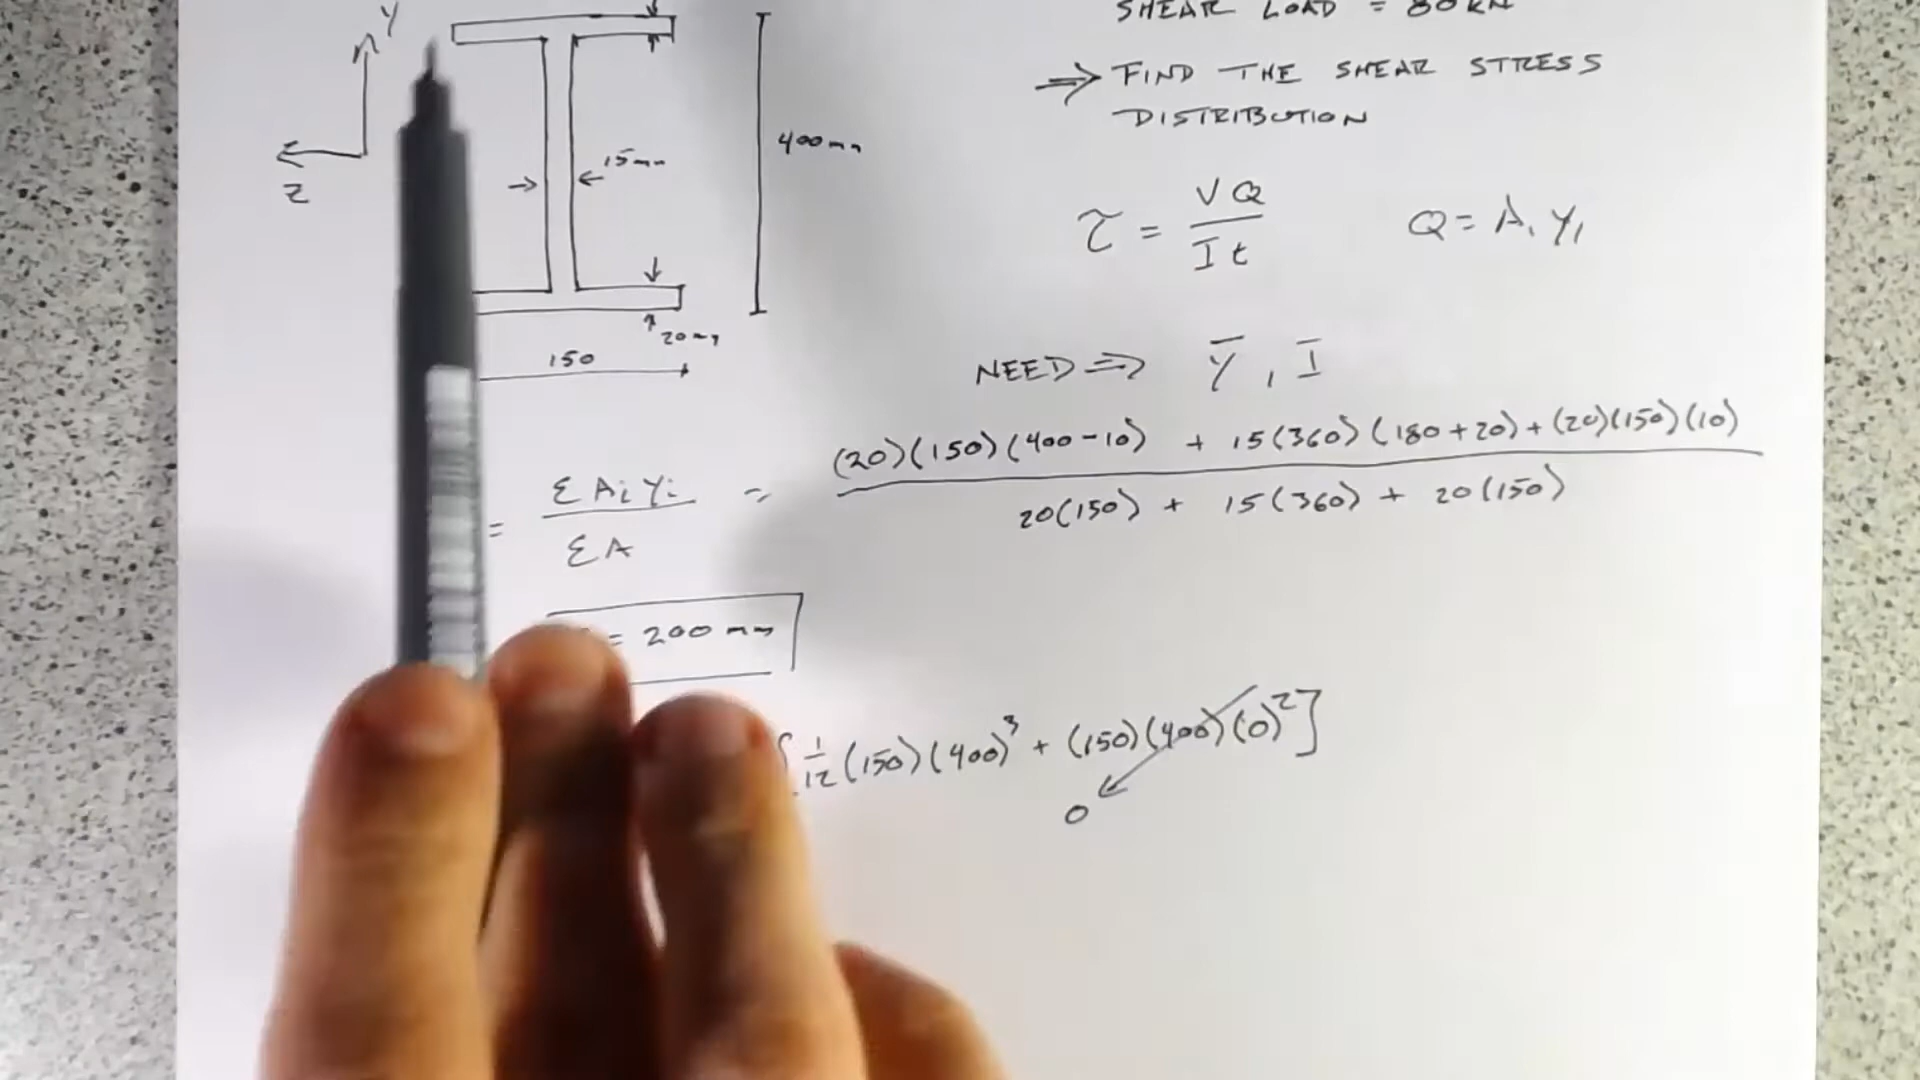 SHEAR LOAD = 80KN
⇒ FIND THE SHEAR STRESS
DISTRIBUTION
Y
Z
15mm
400mm
20mm
150
τ = VQ / It
Q = A₁ y₁
NEED ⇒ ȳ, Ī
= ΣAiyi / ΣA = (20)(150)(400-10) + 15(360)(180+20) + (20)(150)(10) / 20(150) + 15(360) + 20(150)
= 200 mm
[1/12 (150)(400)³ + (150)(400)(0)²]
0